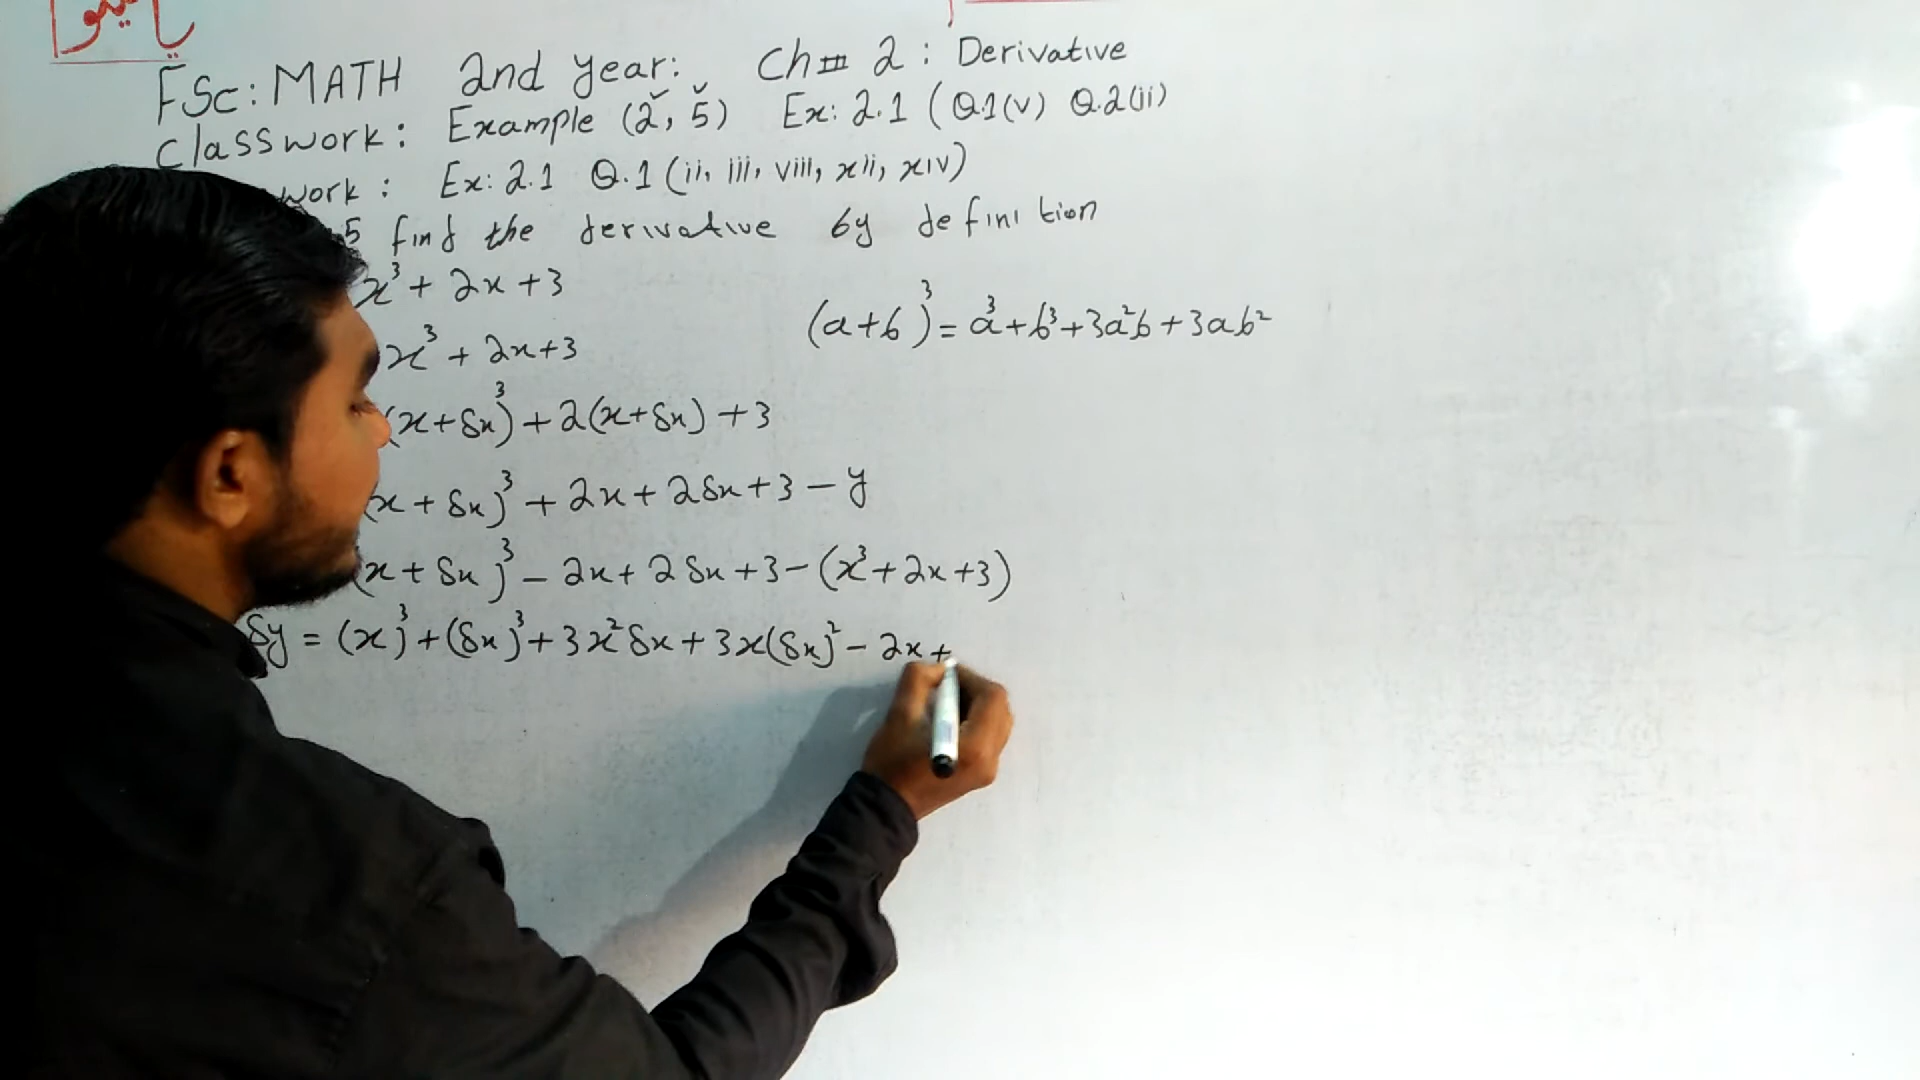 FSc: MATH 2nd year: Ch# 2 : Derivative
Classwork: Example (2, 5) Ex: 2.1 (Q.1(v) Q.2(ii)
work : Ex: 2.1 Q.1 (ii, iii, viii, xii, xiv)
5 find the derivative by definition
x³ + 2x + 3
(a+b)³ = a³ + b³ + 3a²b + 3ab²
x³ + 2x + 3
(x+δx)³ + 2(x+δx) + 3
(x + δx)³ + 2x + 2δx + 3 - y
(x + δx)³ - 2x + 2δx + 3 - (x³ + 2x + 3)
δy = (x)³ + (δx)³ + 3x²δx + 3x(δx)² - 2x +